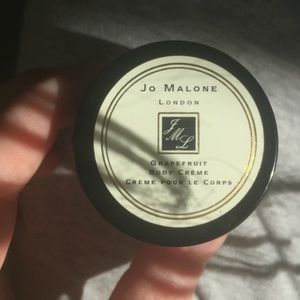 Jo Malone
London
JML
Grapefruit
Body Crème
Crème pour le Corps